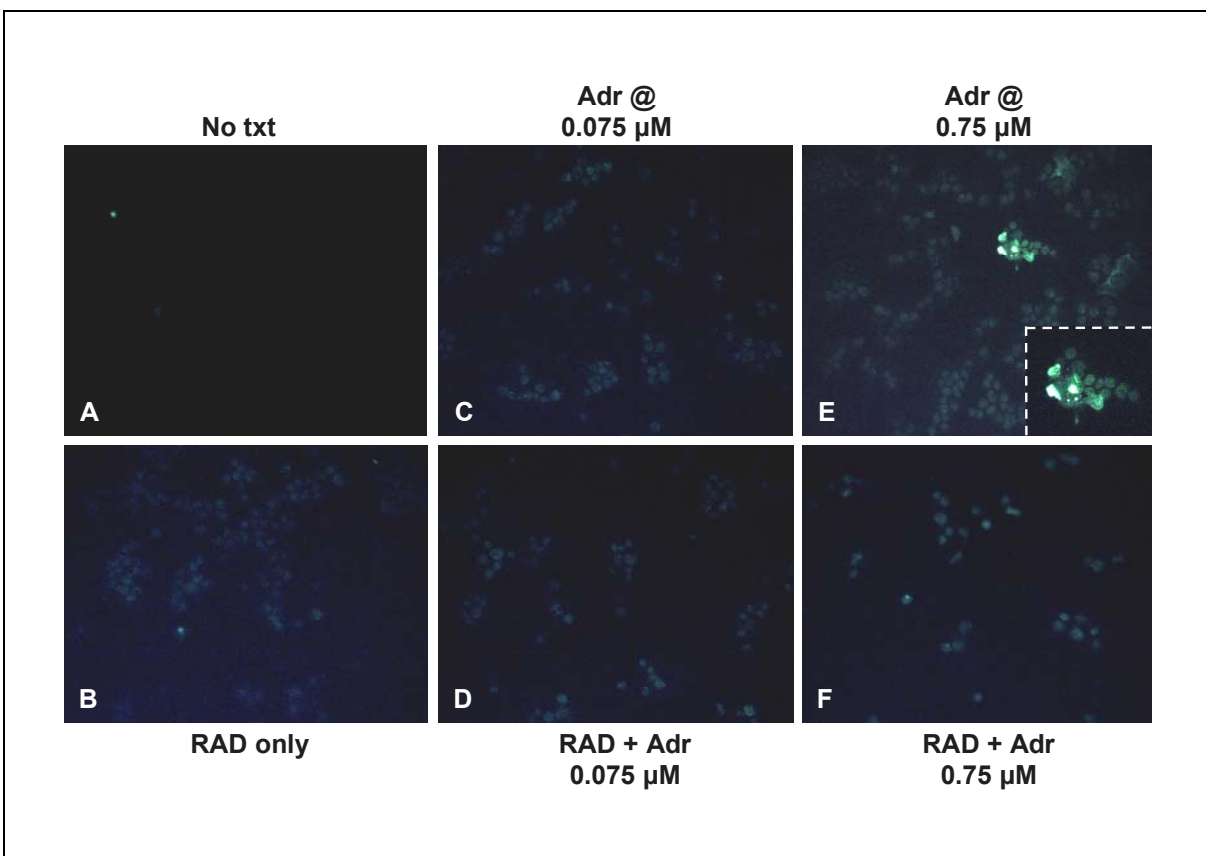 No txt
Adr @
0.075 µM
Adr @
0.75 µM
A
C
E
B
D
F
RAD only
RAD + Adr
0.075 µM
RAD + Adr
0.75 µM